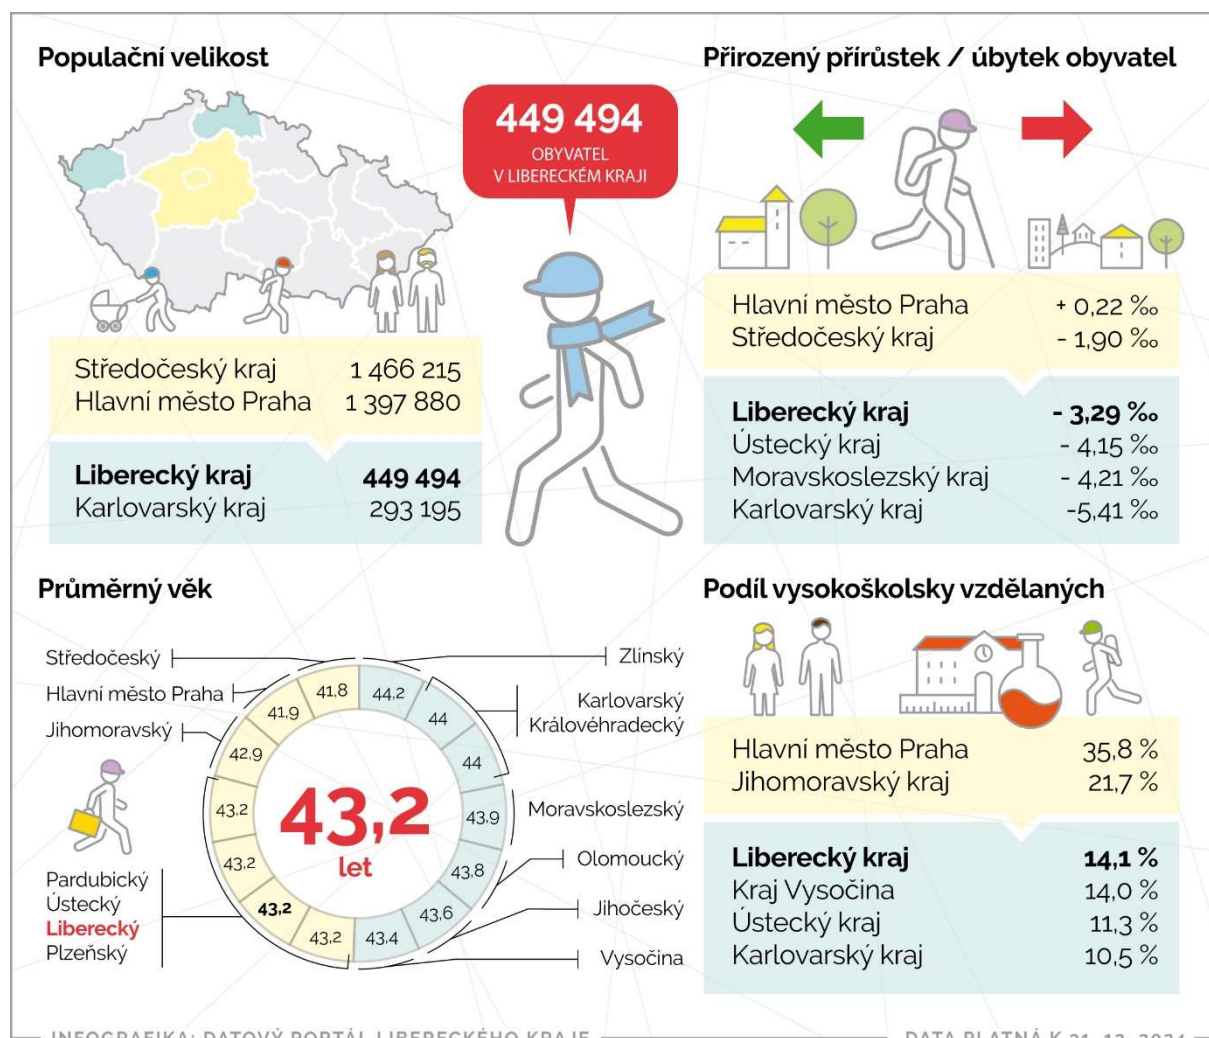 Populační velikost
449 494
OBYVATEL
V LIBERECKÉM KRAJI
Středočeský kraj 1 466 215
Hlavní město Praha 1 397 880
Liberecký kraj 449 494
Karlovarský kraj 293 195
Přirozený přírůstek / úbytek obyvatel
Hlavní město Praha + 0,22 ‰
Středočeský kraj - 1,90 ‰
Liberecký kraj - 3,29 ‰
Ústecký kraj - 4,15 ‰
Moravskoslezský kraj - 4,21 ‰
Karlovarský kraj -5,41 ‰
Průměrný věk
Středočeský
Hlavní město Praha
Jihomoravský
Pardubický
Ústecký
Liberecký
Plzeňský
41,8
41,9
42,9
43,2
43,2
43,2
43,2
43,2
let
44,2
44
44
43,9
43,8
43,6
43,4
Zlínský
Karlovarský
Královéhradecký
Moravskoslezský
Olomoucký
Jihočeský
Vysočina
Podíl vysokoškolsky vzdělaných
Hlavní město Praha 35,8 %
Jihomoravský kraj 21,7 %
Liberecký kraj 14,1 %
Kraj Vysočina 14,0 %
Ústecký kraj 11,3 %
Karlovarský kraj 10,5 %
INFOGRAFIKA: DATOVÝ PORTÁL LIBERECKÉHO KRAJE
DATA PLATNÁ K 31. 12. 2024